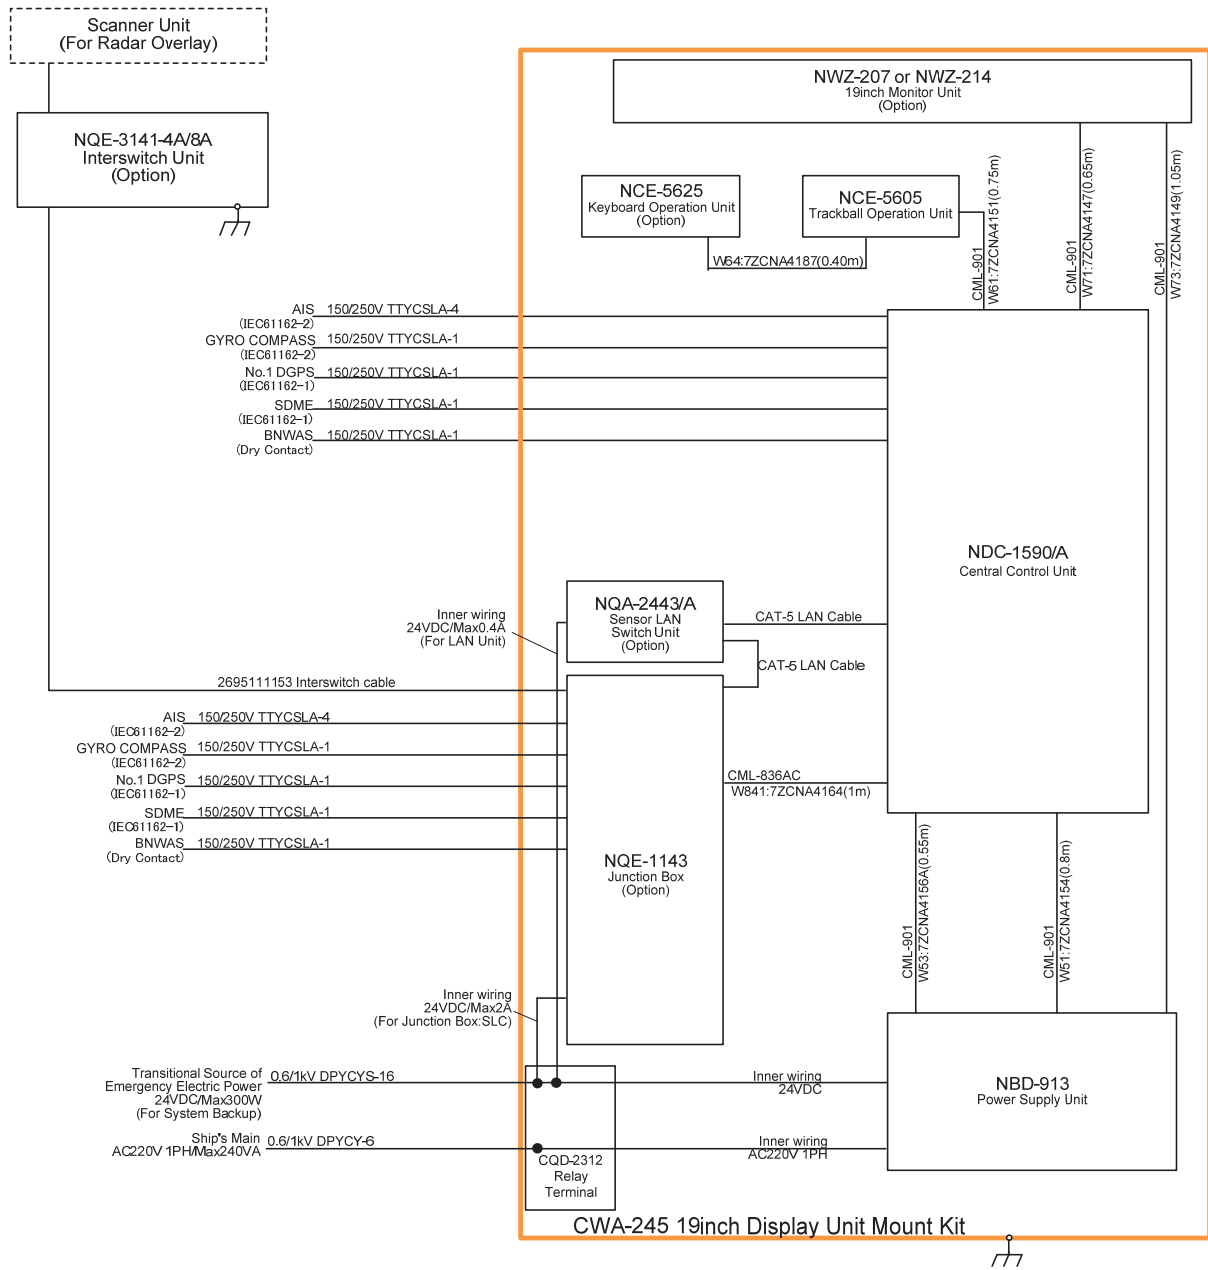 Scanner Unit
(For Radar Overlay)
NQE-3141-4A/8A
Interswitch Unit
(Option)
NWZ-207 or NWZ-214
19inch Monitor Unit
(Option)
NCE-5625
Keyboard Operation Unit
(Option)
NCE-5605
Trackball Operation Unit
W64:7ZCNA4187(0.40m)
CML-901
W61:7ZCNA4151(0.75m)
CML-901
W71:7ZCNA4147(0.65m)
CML-901
W73:7ZCNA4149(1.05m)
AIS 150/250V TTYCSLA-4
(IEC61162-2)
GYRO COMPASS 150/250V TTYCSLA-1
(IEC61162-2)
No.1 DGPS 150/250V TTYCSLA-1
(IEC61162-1)
SDME 150/250V TTYCSLA-1
(IEC61162-1)
BNWAS 150/250V TTYCSLA-1
(Dry Contact)
NDC-1590/A
Central Control Unit
NQA-2443/A
Sensor LAN
Switch Unit
(Option)
CAT-5 LAN Cable
CAT-5 LAN Cable
Inner wiring
24VDC/Max0.4A
(For LAN Unit)
2695111153 Interswitch cable
AIS 150/250V TTYCSLA-4
(IEC61162-2)
GYRO COMPASS 150/250V TTYCSLA-1
(IEC61162-2)
No.1 DGPS 150/250V TTYCSLA-1
(IEC61162-1)
SDME 150/250V TTYCSLA-1
(IEC61162-1)
BNWAS 150/250V TTYCSLA-1
(Dry Contact)
CML-836AC
W841:7ZCNA4164(1m)
NQE-1143
Junction Box
(Option)
CML-901
W53:7ZCNA4156A(0.55m)
CML-901
W51:7ZCNA4154(0.8m)
Inner wiring
24VDC/Max2A
(For Junction Box:SLC)
Transitional Source of
Emergency Electric Power
24VDC/Max300W
(For System Backup)
0.6/1kV DPYCYS-16
Inner wiring
24VDC
NBD-913
Power Supply Unit
Ship's Main
AC220V 1PH/Max240VA
0.6/1kV DPYCY-6
Inner wiring
AC220V 1PH
CQD-2312
Relay
Terminal
CWA-245 19inch Display Unit Mount Kit